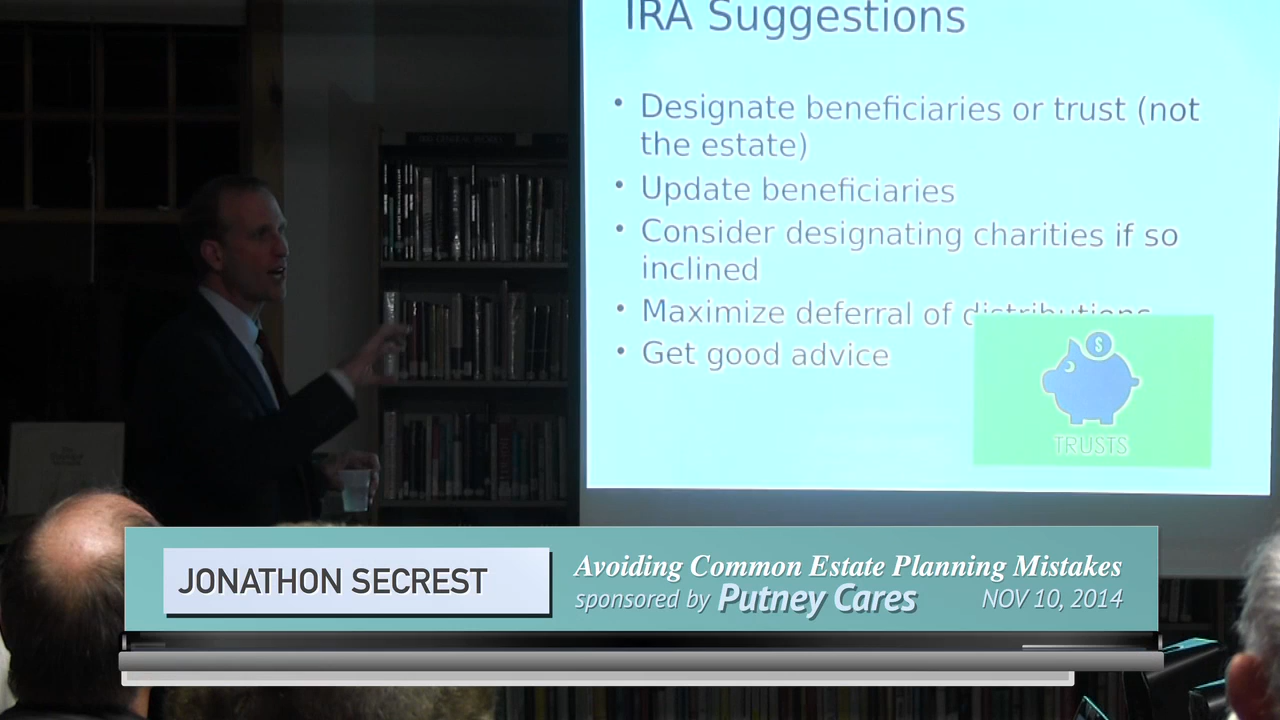 IRA Suggestions
• Designate beneficiaries or trust (not
the estate)
• Update beneficiaries
• Consider designating charities if so
inclined
• Maximize deferral of distributions
• Get good advice
$
TRUSTS
JONATHON SECREST
Avoiding Common Estate Planning Mistakes
sponsored by Putney Cares NOV 10, 2014